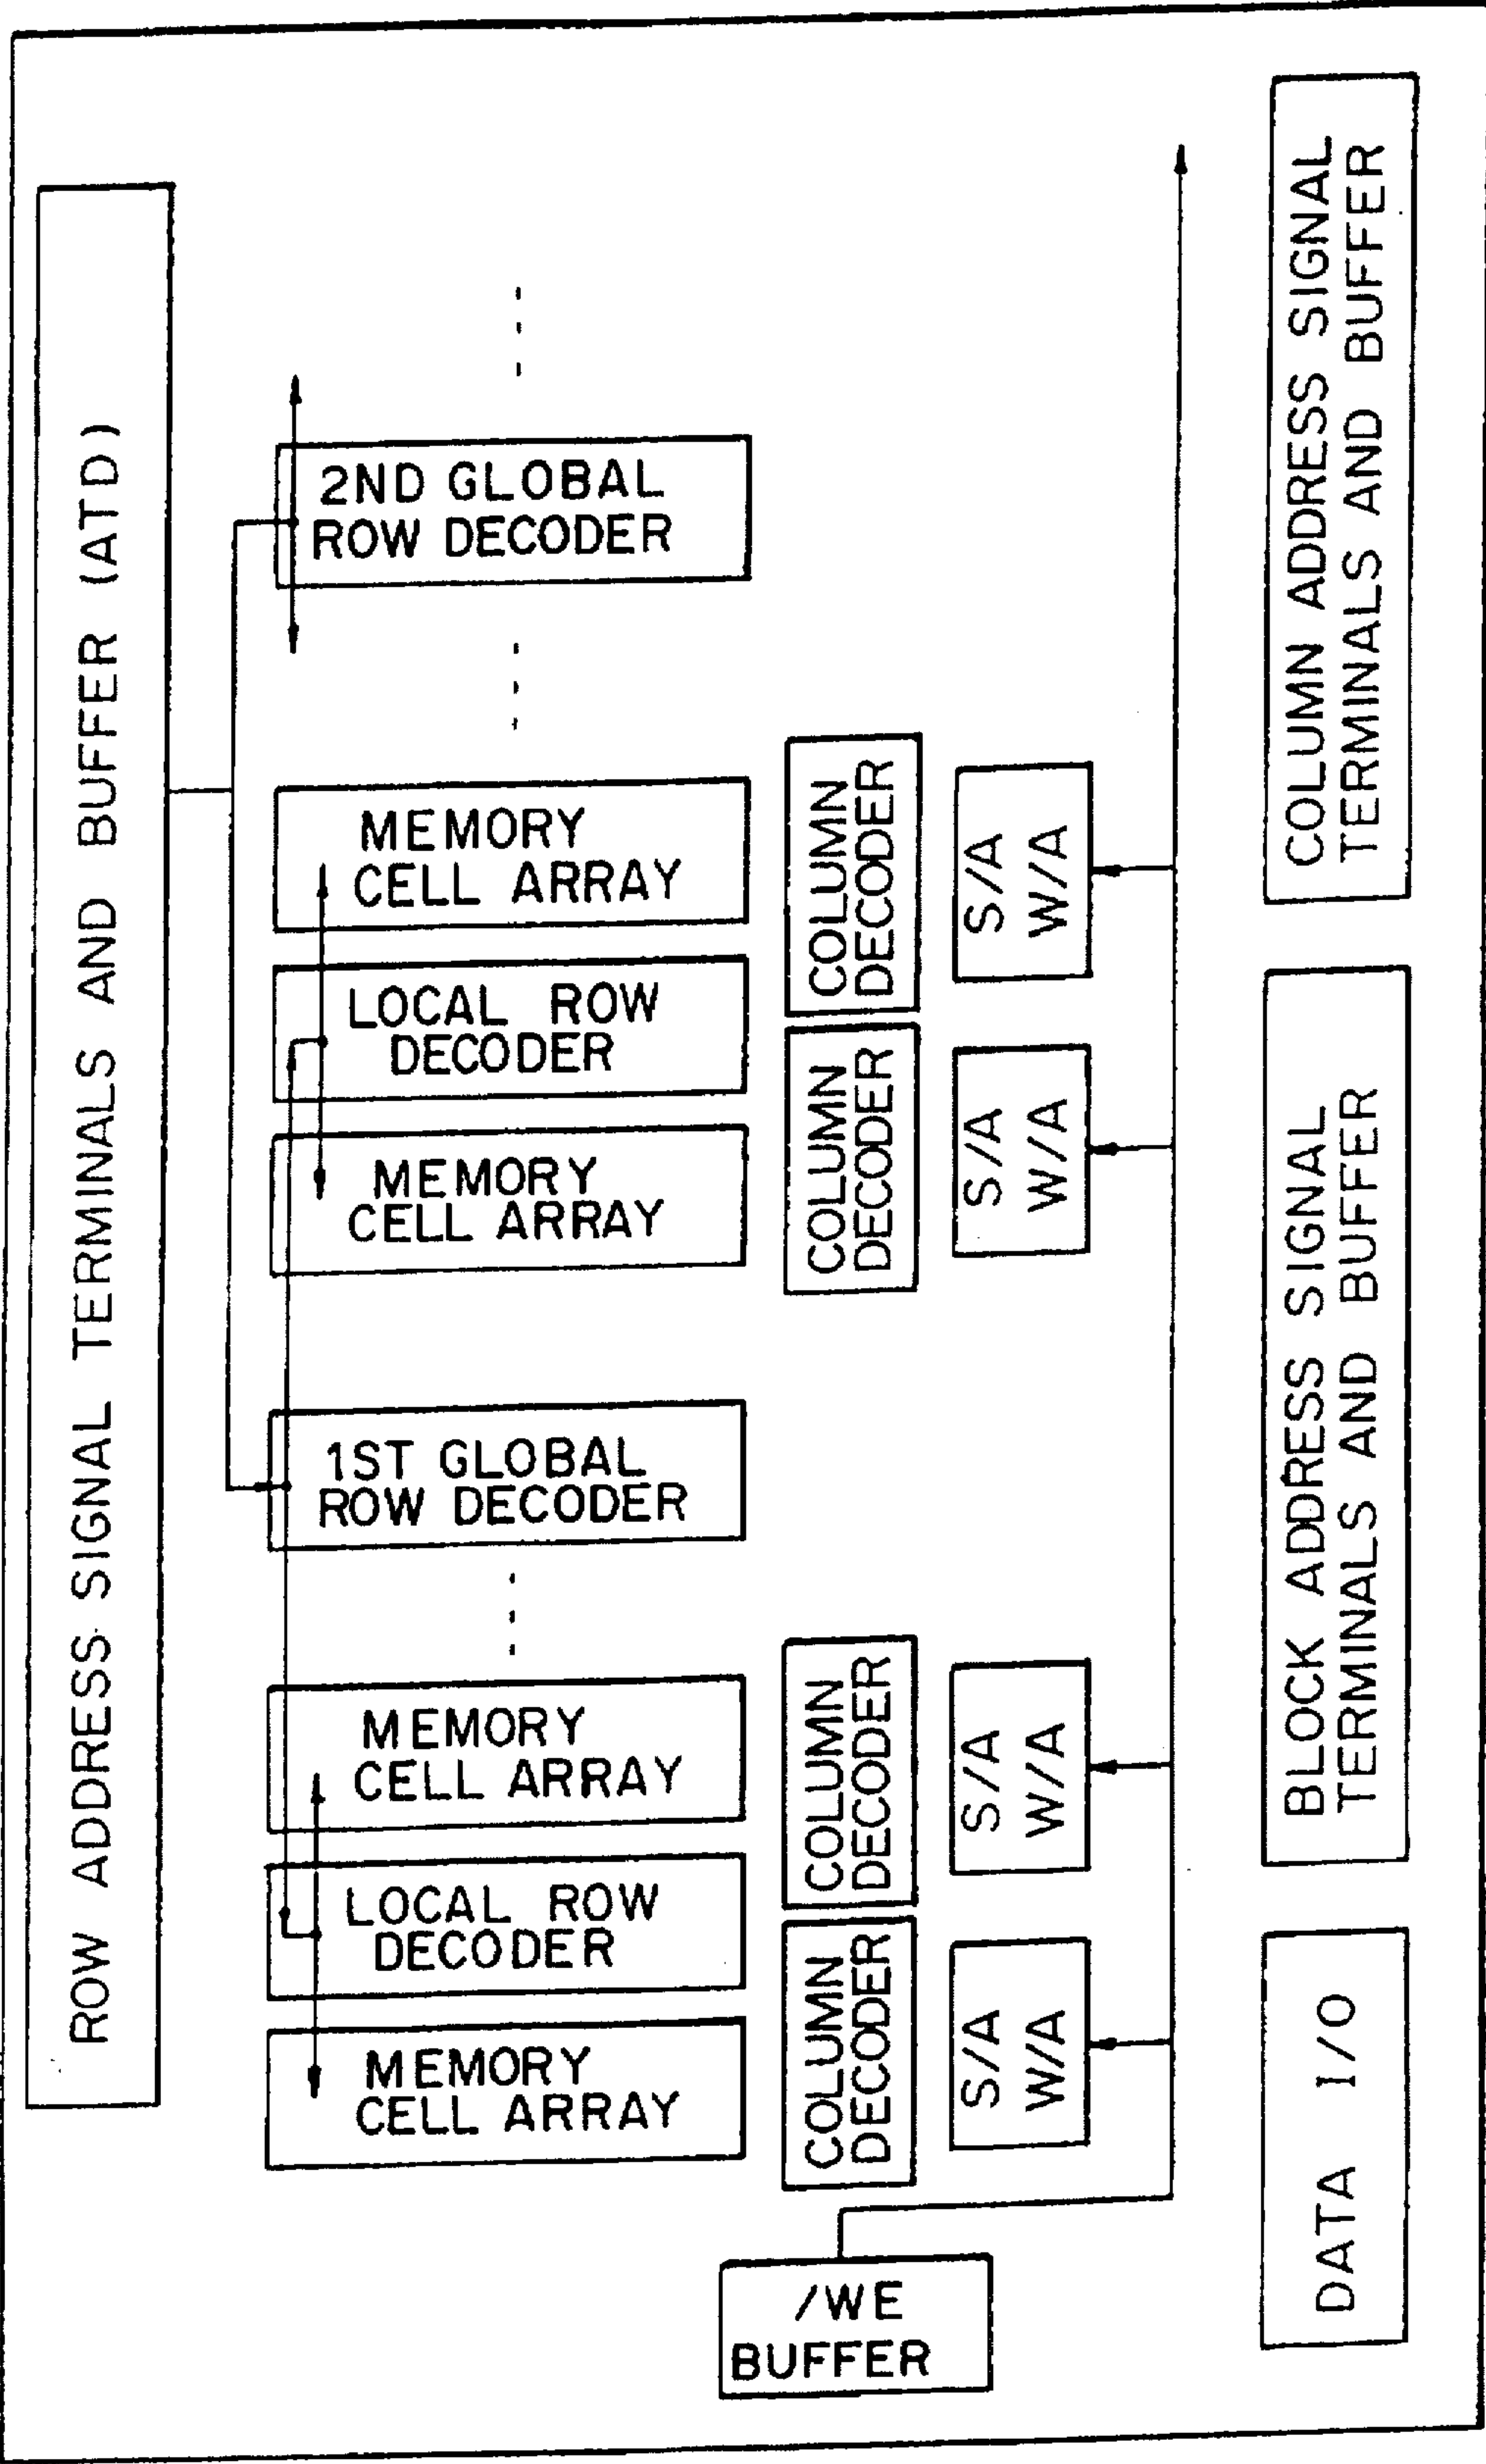 ROW ADDRESS SIGNAL TERMINALS AND BUFFER (ATD)
2ND GLOBAL
ROW DECODER
MEMORY
CELL ARRAY
LOCAL ROW
DECODER
MEMORY
CELL ARRAY
1ST GLOBAL
ROW DECODER
MEMORY
CELL ARRAY
LOCAL ROW
DECODER
MEMORY
CELL ARRAY
COLUMN
DECODER
COLUMN
DECODER
COLUMN
DECODER
COLUMN
DECODER
S/A
W/A
S/A
W/A
S/A
W/A
S/A
W/A
/WE
BUFFER
DATA I/O
BLOCK ADDRESS SIGNAL
TERMINALS AND BUFFER
COLUMN ADDRESS SIGNAL
TERMINALS AND BUFFER